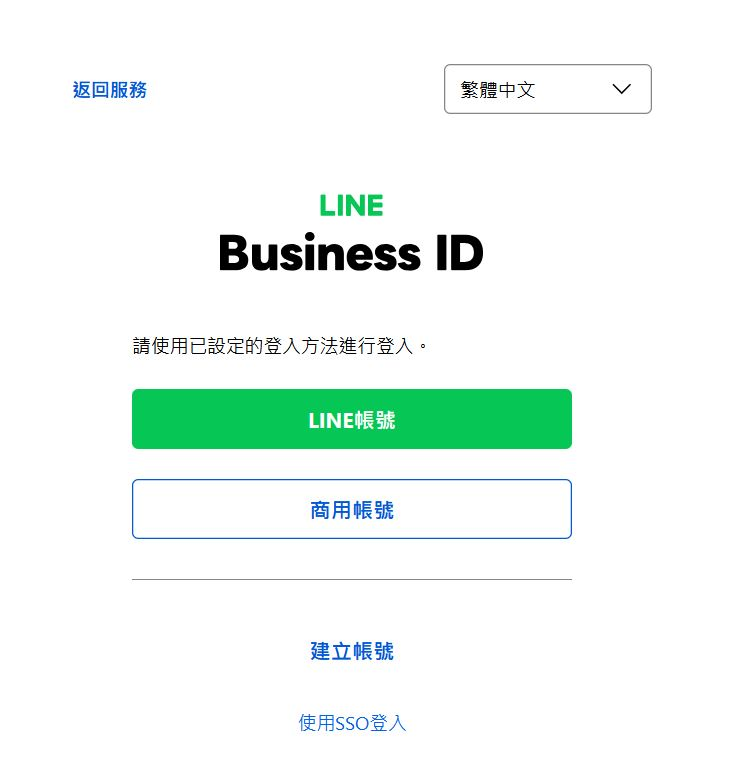 返回服務
繁體中文
LINE
Business ID
請使用已設定的登入方法進行登入。
LINE帳號
商用帳號
建立帳號
使用SSO登入